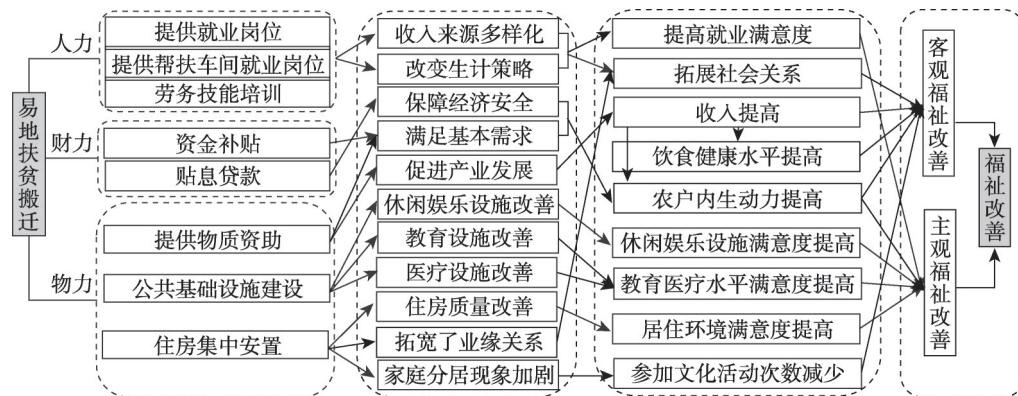 易地扶贫搬迁
人力
财力
物力
提供就业岗位
提供帮扶车间就业岗位
劳务技能培训
资金补贴
贴息贷款
提供物质资助
公共基础设施建设
住房集中安置
收入来源多样化
改变生计策略
保障经济安全
满足基本需求
促进产业发展
休闲娱乐设施改善
教育设施改善
医疗设施改善
住房质量改善
拓宽了业缘关系
家庭分居现象加剧
提高就业满意度
拓展社会关系
收入提高
饮食健康水平提高
农户内生动力提高
休闲娱乐设施满意度提高
教育医疗水平满意度提高
居住环境满意度提高
参加文化活动次数减少
客观福祉改善
主观福祉改善
福祉改善